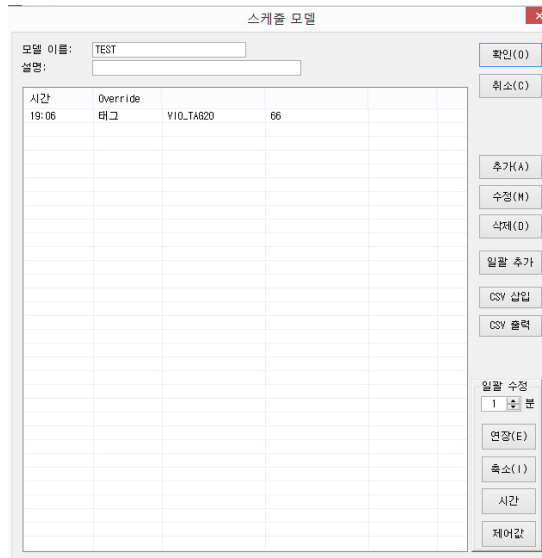 스케줄 모델
모델 이름: TEST
설명:
확인(O)
취소(C)
시간 Override
19:06 태그 VIO_TAG20 66
추가(A)
수정(M)
삭제(D)
일괄 추가
CSV 삽입
CSV 출력
일괄 수정
1 분
연장(E)
축소(I)
시간
제어값